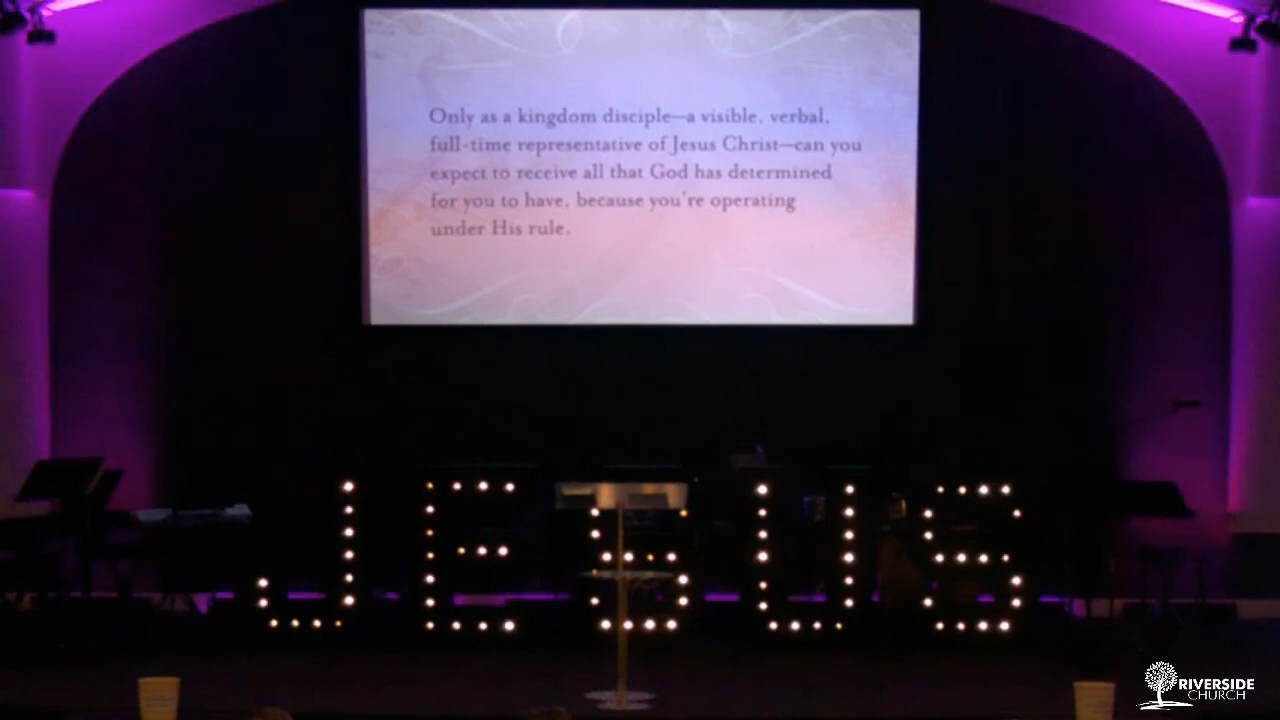 Only as a kingdom disciple—a visible, verbal,
full-time representative of Jesus Christ—can you
expect to receive all that God has determined
for you to have, because you're operating
under His rule.
JESUS
RIVERSIDE
CHURCH